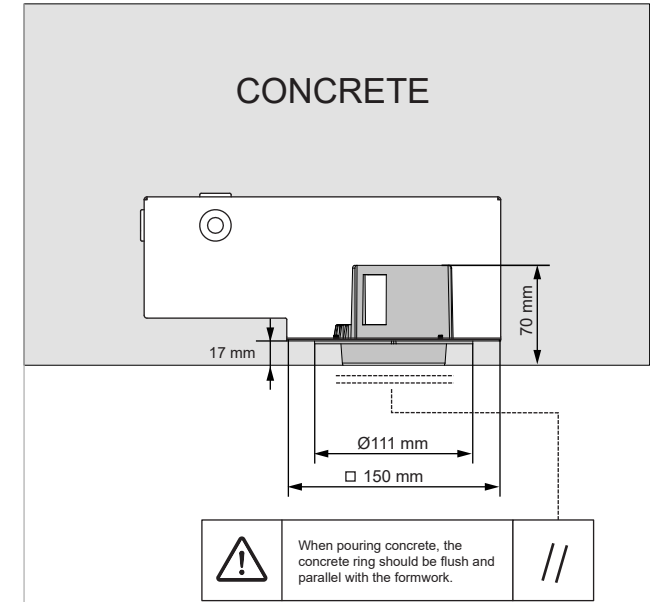 CONCRETE
70 mm
17 mm
Ø111 mm
□ 150 mm
When pouring concrete, the
concrete ring should be flush and
parallel with the formwork.